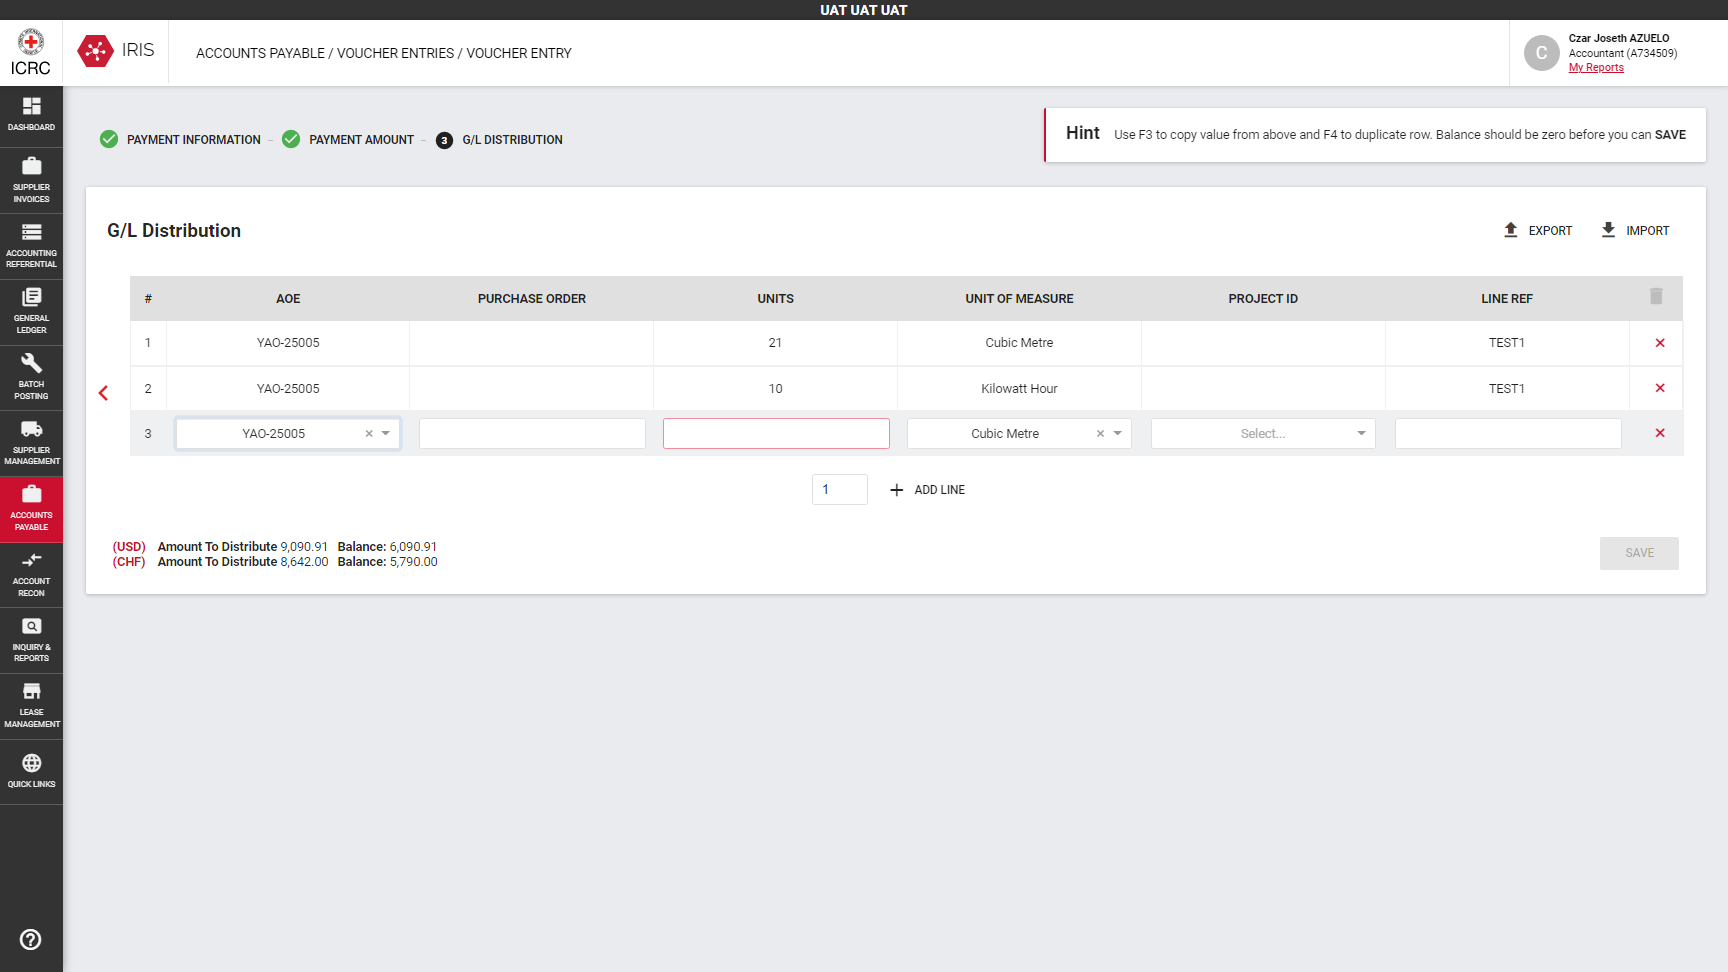 UAT UAT UAT
ICRC
IRIS
ACCOUNTS PAYABLE / VOUCHER ENTRIES / VOUCHER ENTRY
C
Czar Joseth AZUELO
Accountant (A734509)
My Reports
DASHBOARD
SUPPLIER
INVOICES
ACCOUNTING
REFERENTIAL
GENERAL
LEDGER
BATCH
POSTING
SUPPLIER
MANAGEMENT
ACCOUNTS
PAYABLE
ACCOUNT
RECON
INQUIRY &
REPORTS
LEASE
MANAGEMENT
QUICK LINKS
PAYMENT INFORMATION – PAYMENT AMOUNT – 3 G/L DISTRIBUTION
Hint Use F3 to copy value from above and F4 to duplicate row. Balance should be zero before you can SAVE
G/L Distribution
EXPORT IMPORT
# AOE PURCHASE ORDER UNITS UNIT OF MEASURE PROJECT ID LINE REF
1 YAO-25005 21 Cubic Metre TEST1
2 YAO-25005 10 Kilowatt Hour TEST1
3 YAO-25005 Cubic Metre Select...
1 ADD LINE
(USD) Amount To Distribute 9,090.91 Balance: 6,090.91
(CHF) Amount To Distribute 8,642.00 Balance: 5,790.00
SAVE